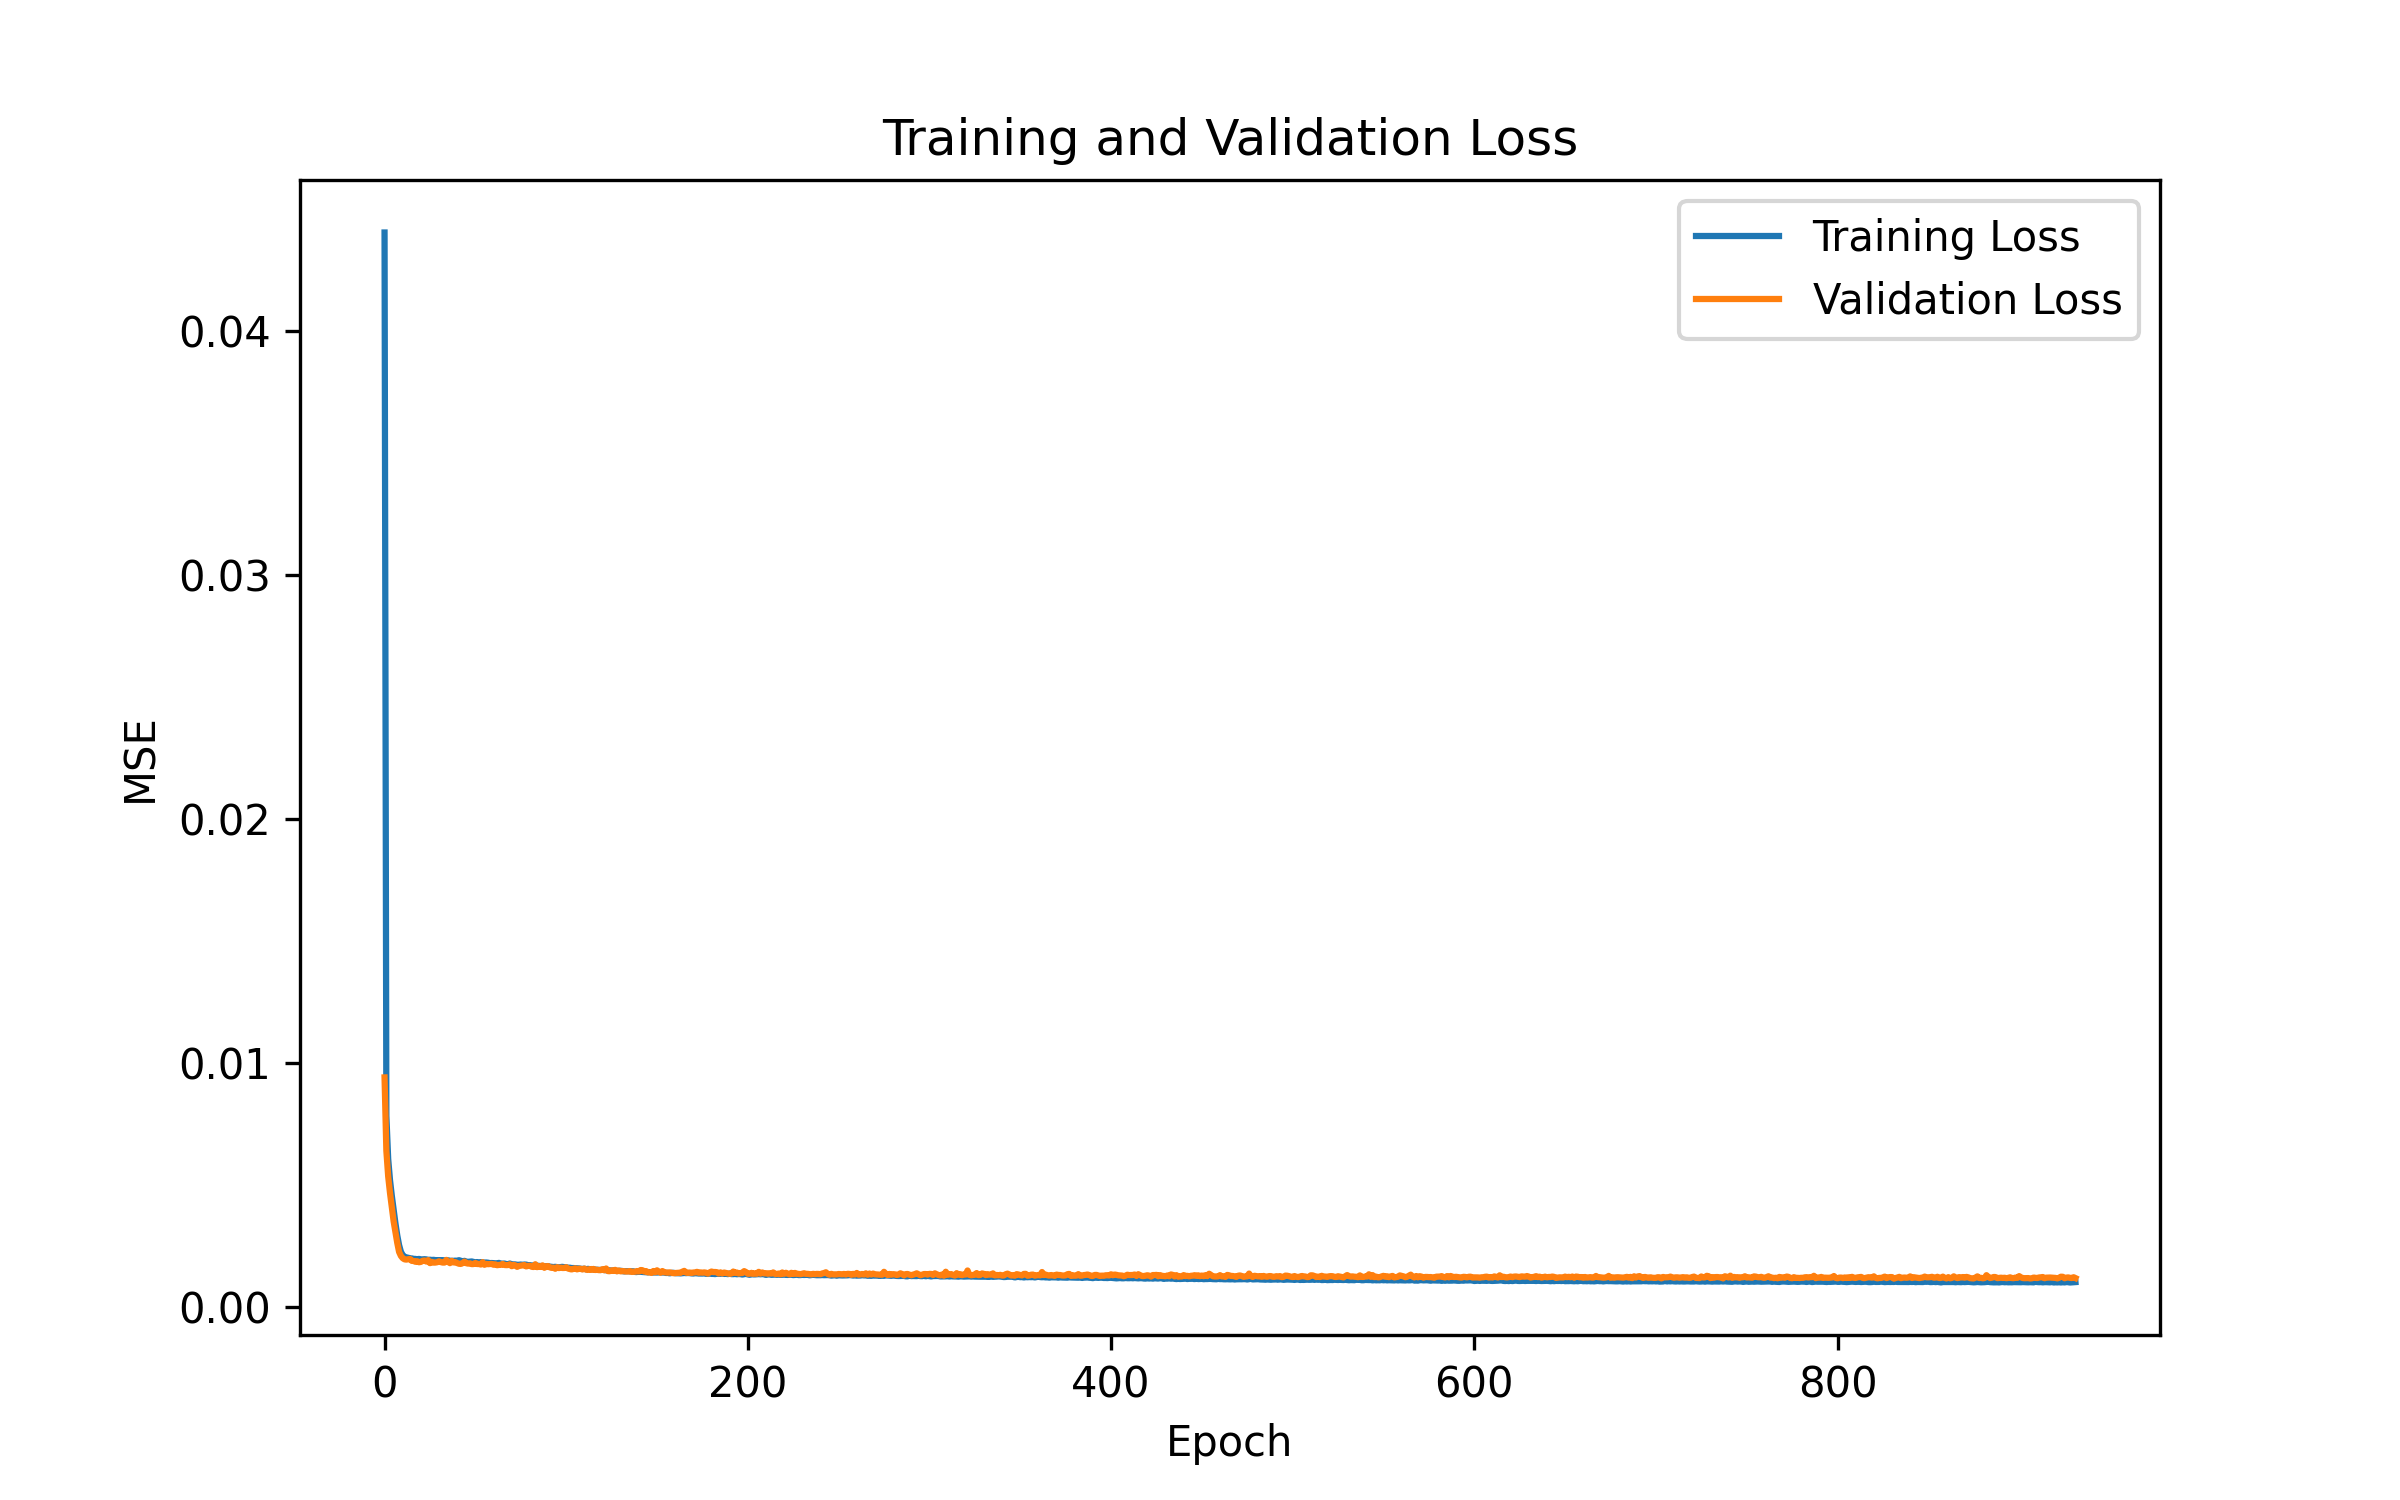 Training and Validation Loss
Training Loss
Validation Loss
0.04
0.03
0.02
0.01
0.00
MSE
0
200
400
600
800
Epoch